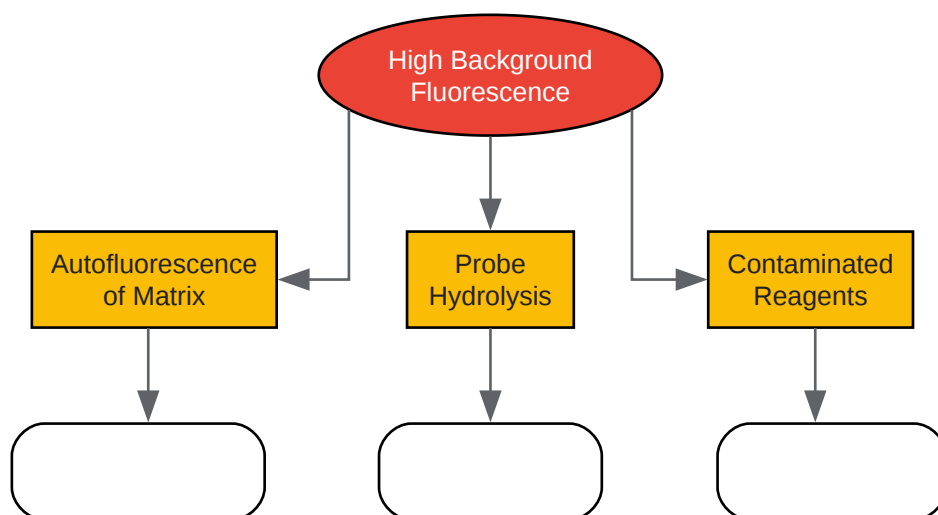 High Background
Fluorescence
Autofluorescence
of Matrix
Probe
Hydrolysis
Contaminated
Reagents